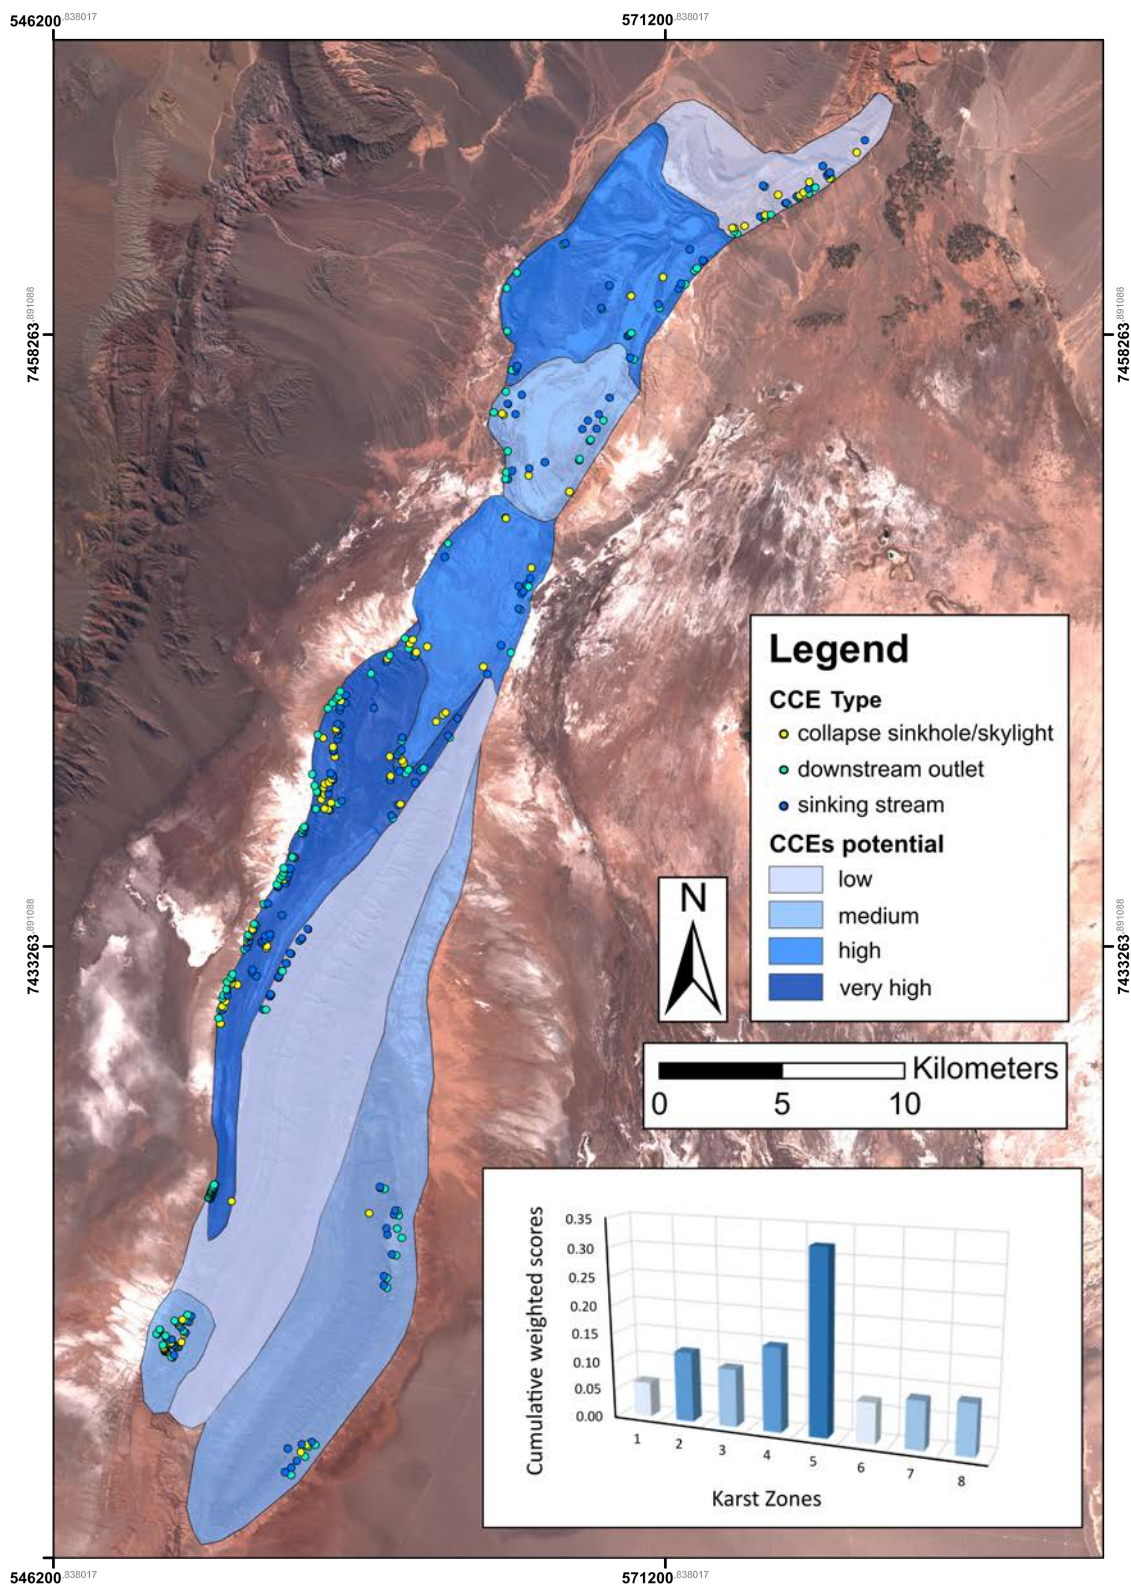 546200.838017
571200.838017
7458263.891088
7458263.891088
Legend
CCE Type
collapse sinkhole/skylight
downstream outlet
sinking stream
CCEs potential
low
medium
high
very high
N
7433263.891088
7433263.891088
Kilometers
0 5 10
Cumulative weighted scores
0.35
0.30
0.25
0.20
0.15
0.10
0.05
0.00
1 2 3 4 5 6 7 8
Karst Zones
546200.838017
571200.838017